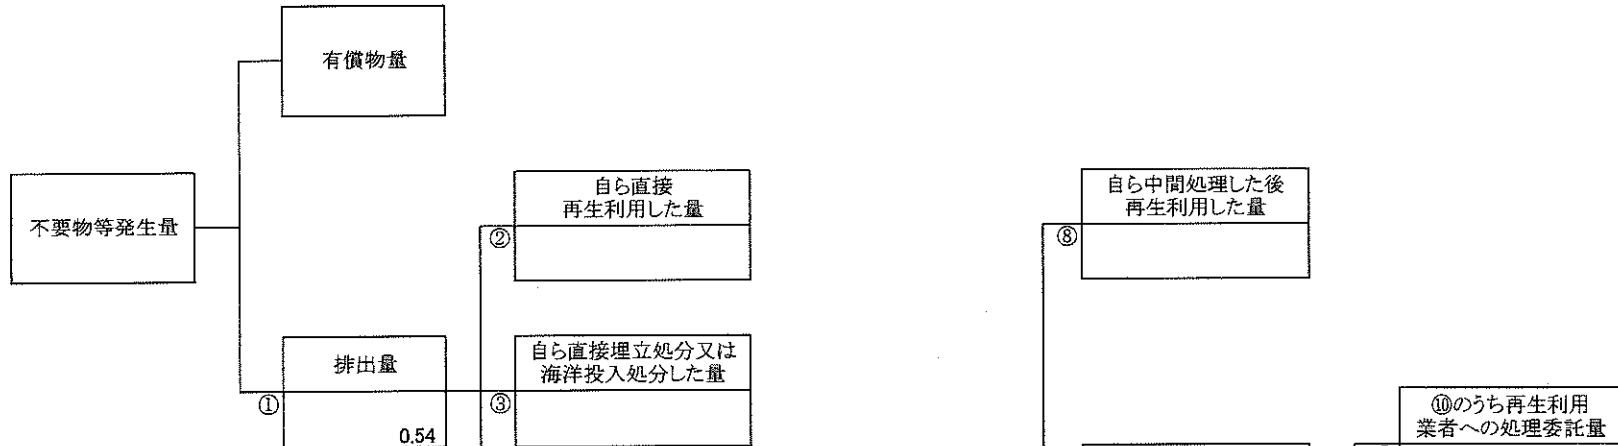 有償物量
不要物等発生量
自ら直接
再生利用した量
②
自ら中間処理した後
再生利用した量
⑧
排出量
①
0.54
自ら直接埋立処分又は
海洋投入処分した量
③
⑩のうち再生利用
業者への処理委託量